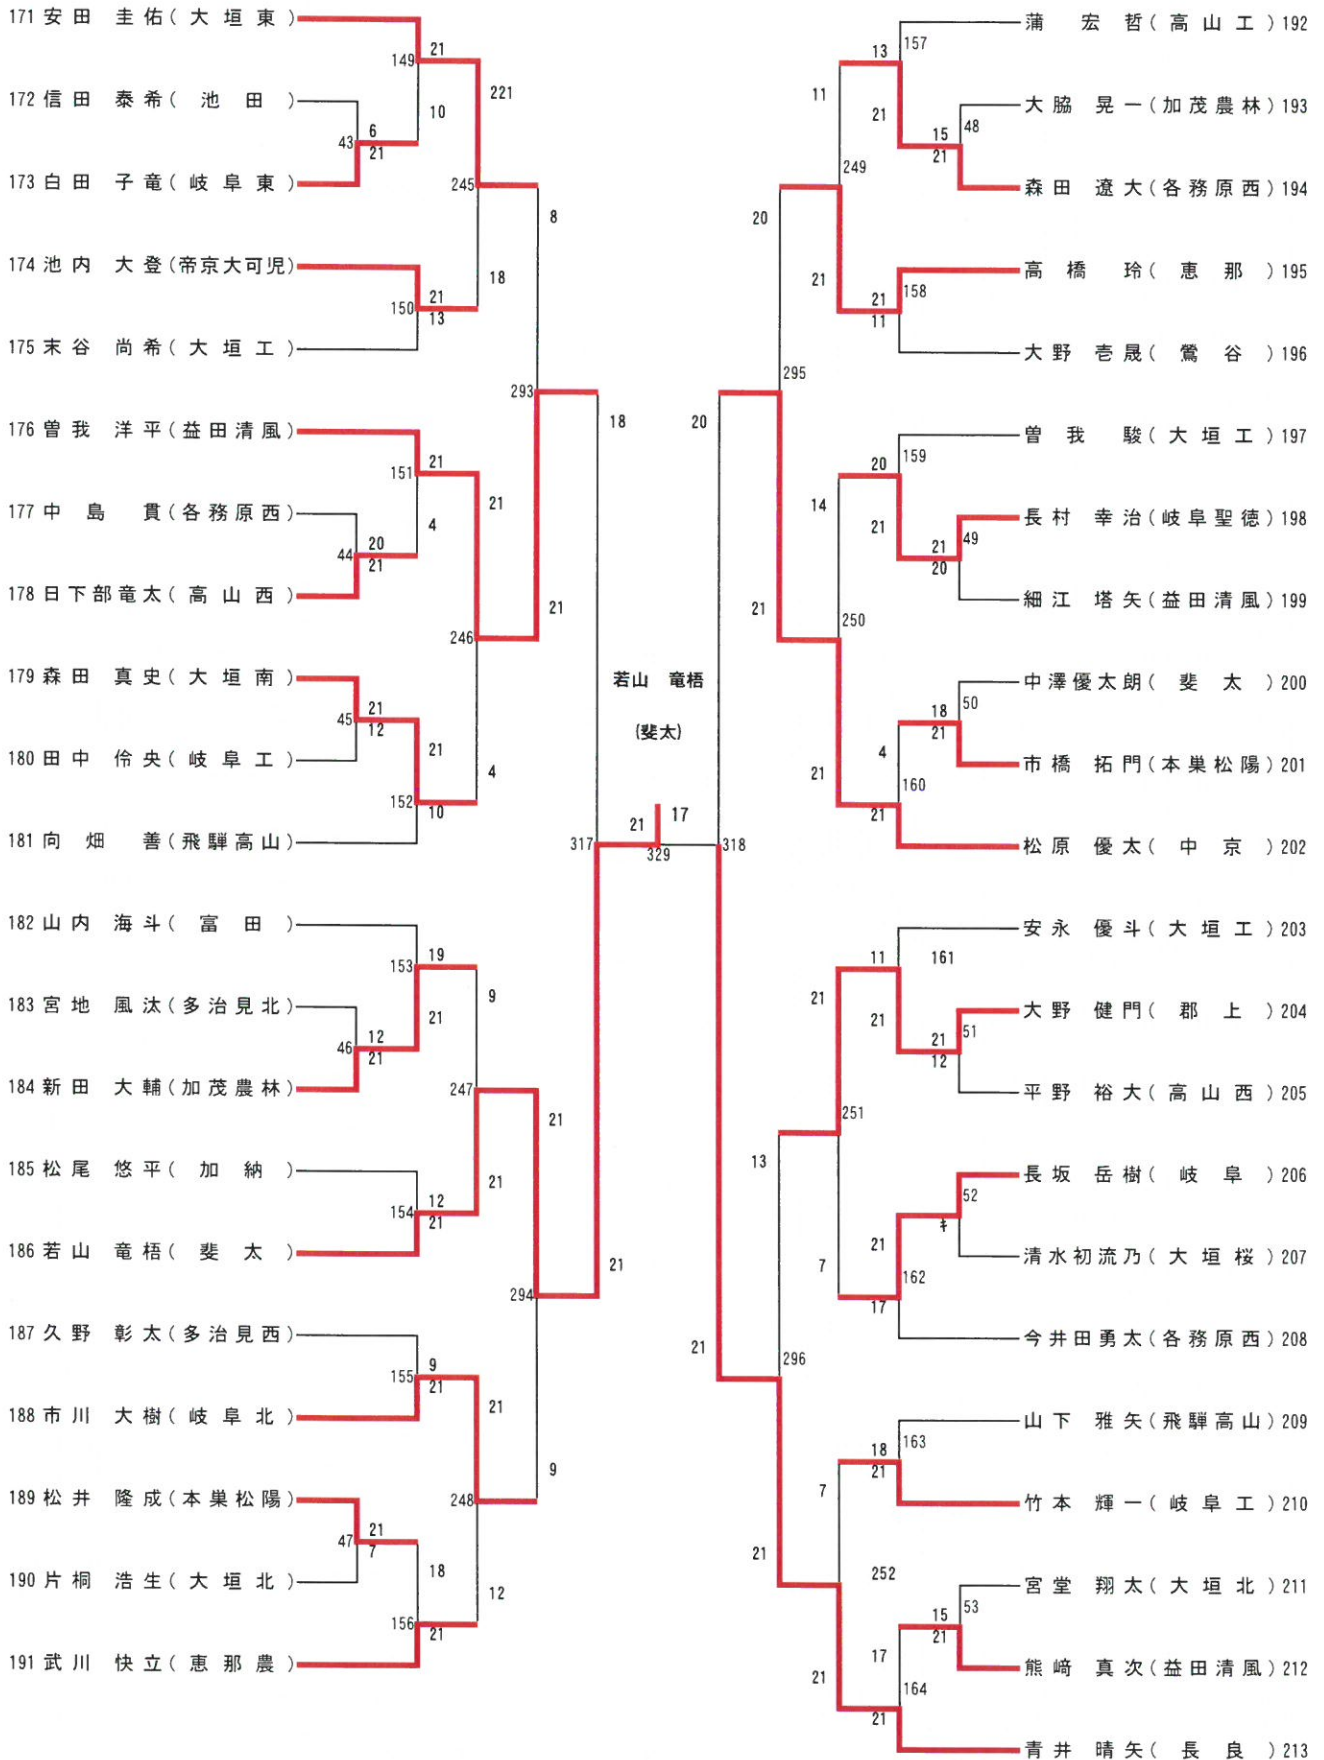 171 安田 圭佑(大垣東)
149
21
10
172 信田 泰希(池田)
43
6
21
173 白田 子竜(岐阜東)
221
245
18
174 池内 大登(帝京大可児)
150
21
13
175 末谷 尚希(大垣工)
8
293
21
176 曽我 洋平(益田清風)
151
21
4
177 中島 貫(各務原西)
44
20
21
178 日下部竜太(高山西)
21
246
4
179 森田 真史(大垣南)
45
21
12
180 田中 伶央(岐阜工)
21
152
10
181 向畑 善(飛騨高山)
18
317
21
182 山内 海斗(富田)
153
19
21
183 宮地 風汰(多治見北)
46
12
21
184 新田 大輔(加茂農林)
9
247
21
185 松尾 悠平(加納)
154
12
21
186 若山 竜梧(斐太)
21
294
9
187 久野 彰太(多治見西)
155
9
21
188 市川 大樹(岐阜北)
21
248
12
189 松井 隆成(本巣松陽)
47
21
7
190 片桐 浩生(大垣北)
18
156
21
191 武川 快立(恵那農)
若山 竜梧
(斐太)
21
17
329
蒲 宏哲(高山工)192
13
157
21
大脇 晃一(加茂農林)193
15
48
21
森田 遼大(各務原西)194
11
249
21
高橋 玲(恵那)195
21
158
11
大野 壱晟(鶯谷)196
20
295
21
曽我 駿(大垣工)197
20
159
21
長村 幸治(岐阜聖徳)198
21
49
20
細江 塔矢(益田清風)199
14
250
21
中澤優太朗(斐太)200
18
50
21
市橋 拓門(本巣松陽)201
4
160
21
松原 優太(中京)202
20
318
21
安永 優斗(大垣工)203
11
161
21
大野 健門(郡上)204
21
51
12
平野 裕大(高山西)205
21
251
7
長坂 岳樹(岐阜)206
52
キ
清水初流乃(大垣桜)207
21
162
17
今井田勇太(各務原西)208
13
296
21
山下 雅矢(飛騨高山)209
18
163
21
竹本 輝一(岐阜工)210
7
252
21
宮堂 翔太(大垣北)211
15
53
21
熊﨑 真次(益田清風)212
17
164
21
青井 晴矢(長良)213